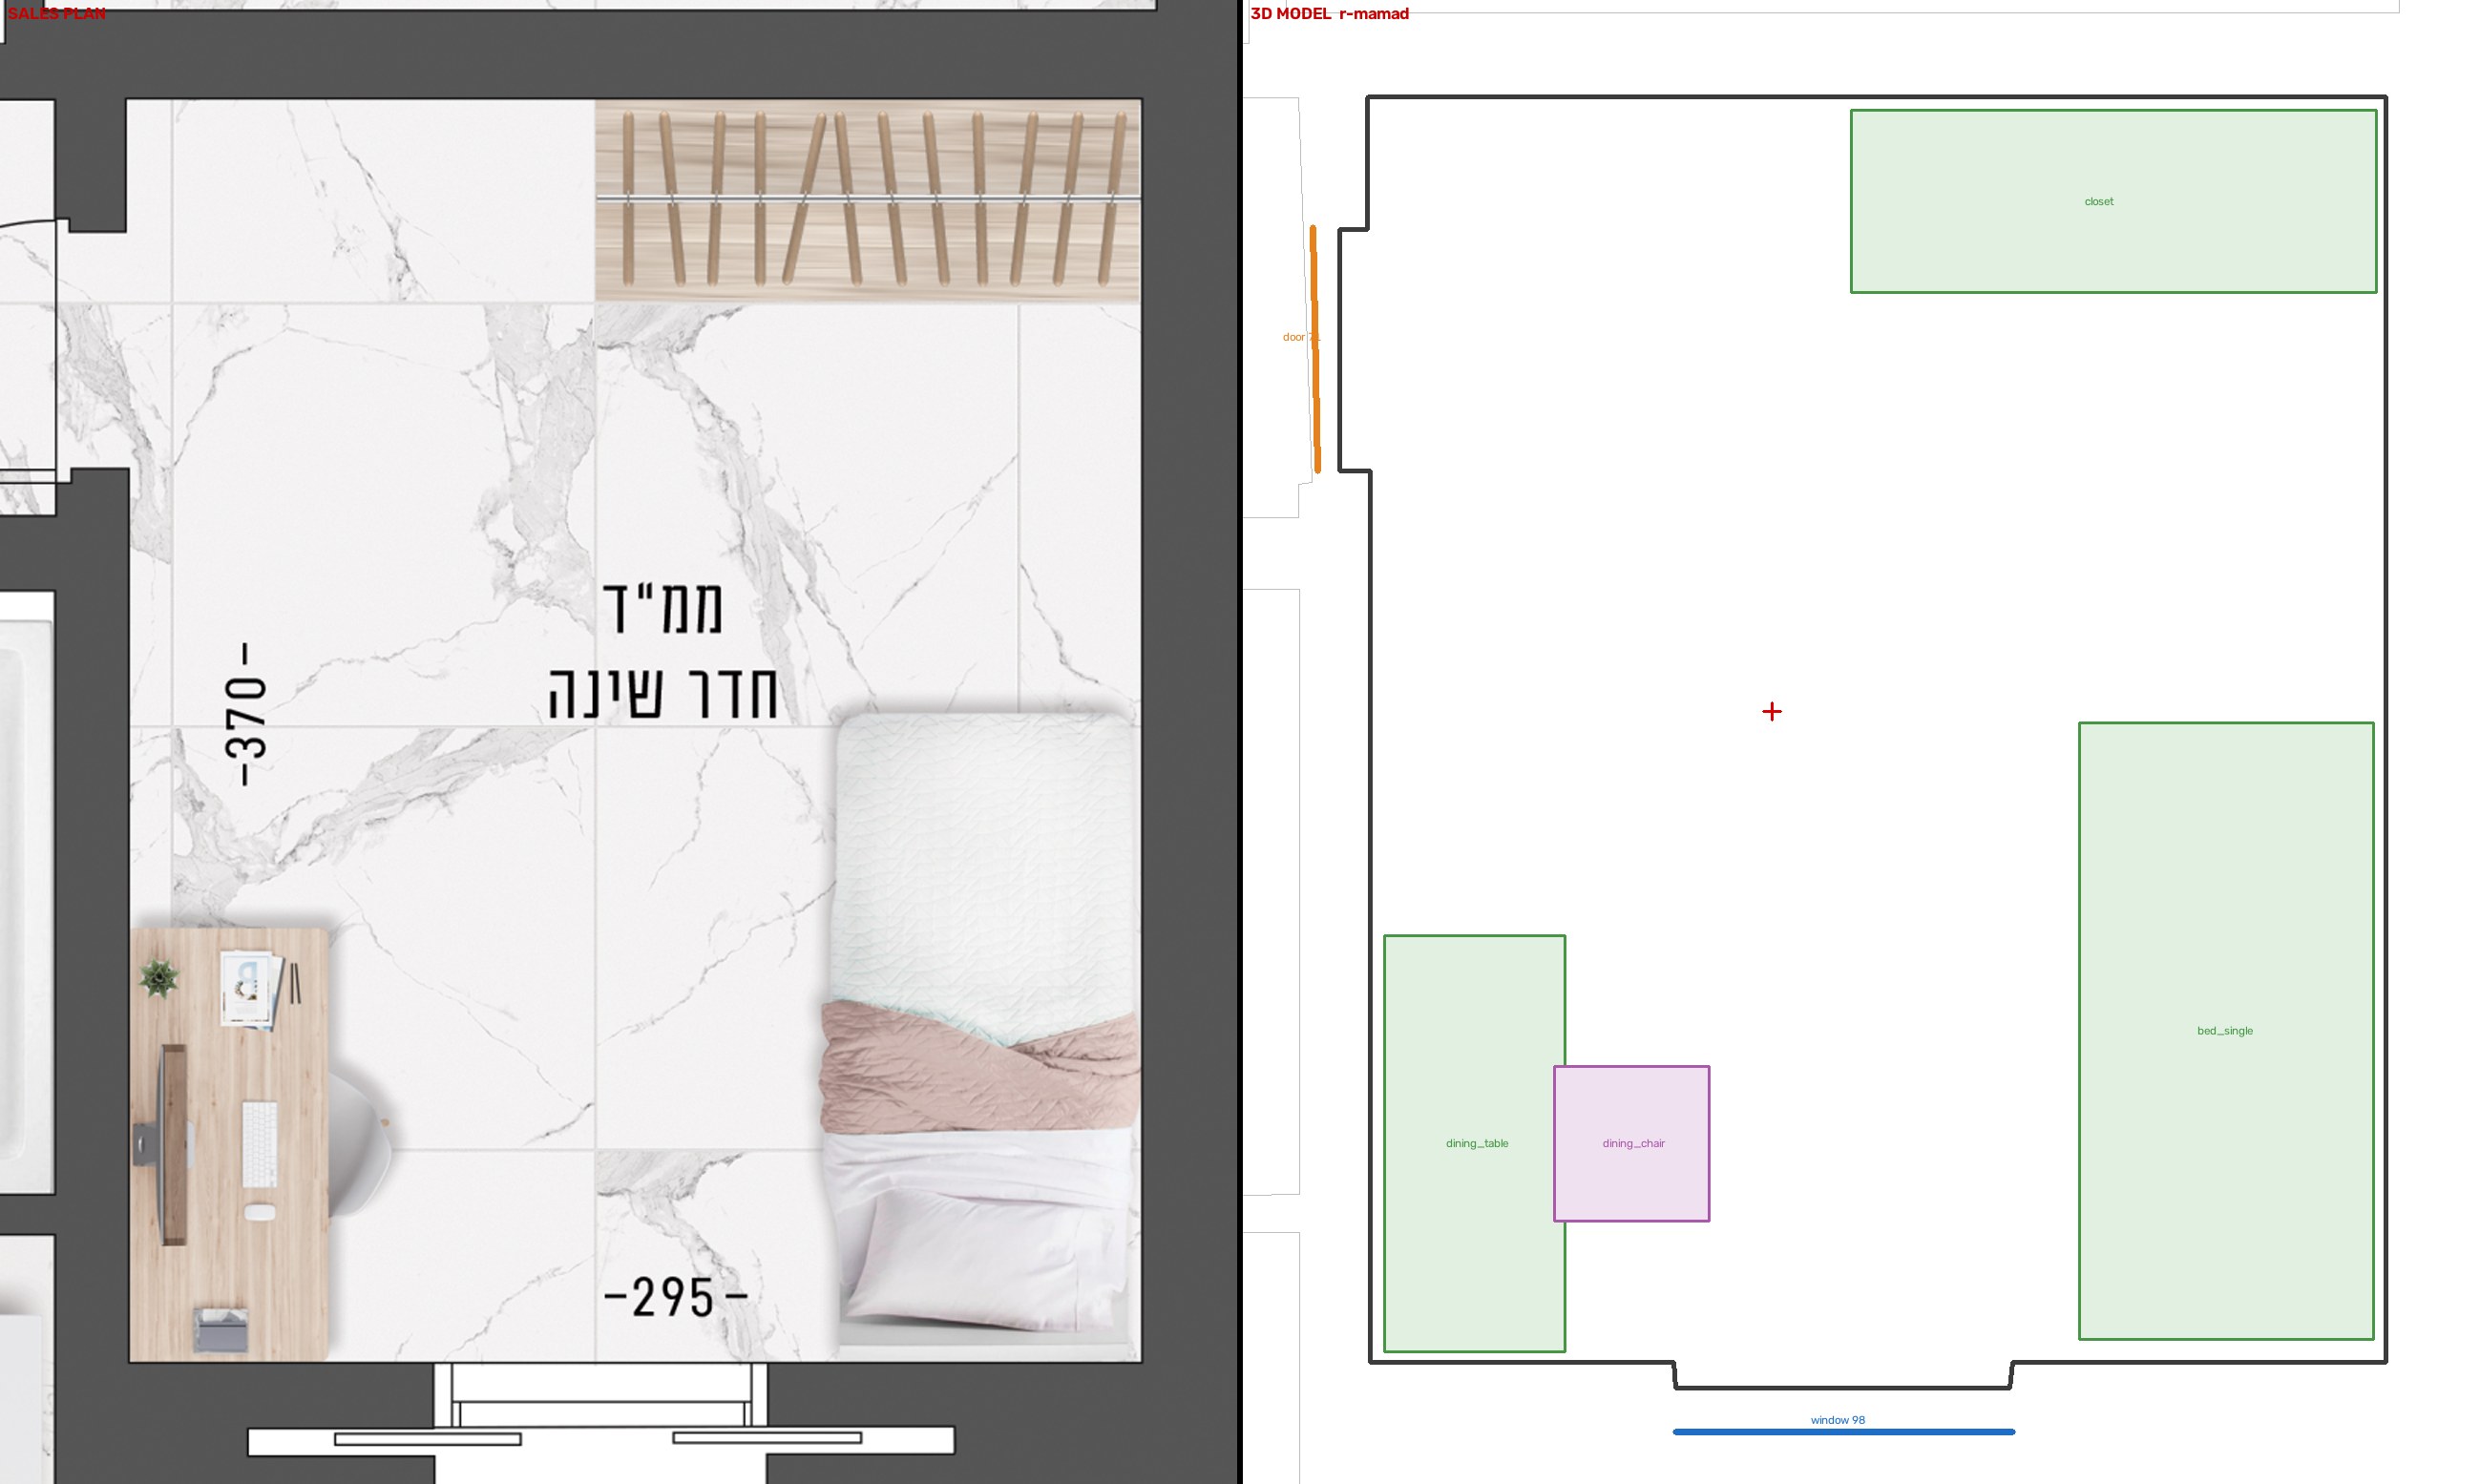 SALES PLAN
3D MODEL r-mamad
closet
door
ממ"ד
חדר שינה
-370-
bed_single
dining_table
dining_chair
-295-
window 98